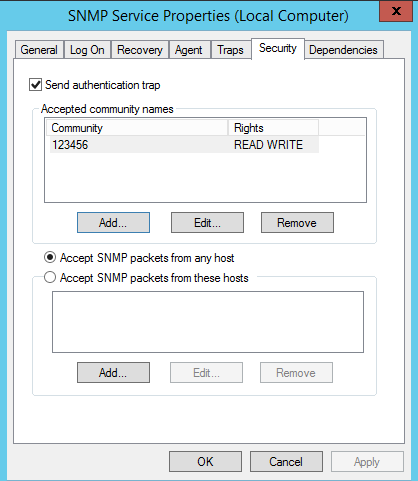 SNMP Service Properties (Local Computer)
x
General Log On Recovery Agent Traps Security Dependencies
Send authentication trap
Accepted community names
Community Rights
123456 READ WRITE
Add... Edit... Remove
Accept SNMP packets from any host
Accept SNMP packets from these hosts
Add... Edit... Remove
OK Cancel Apply